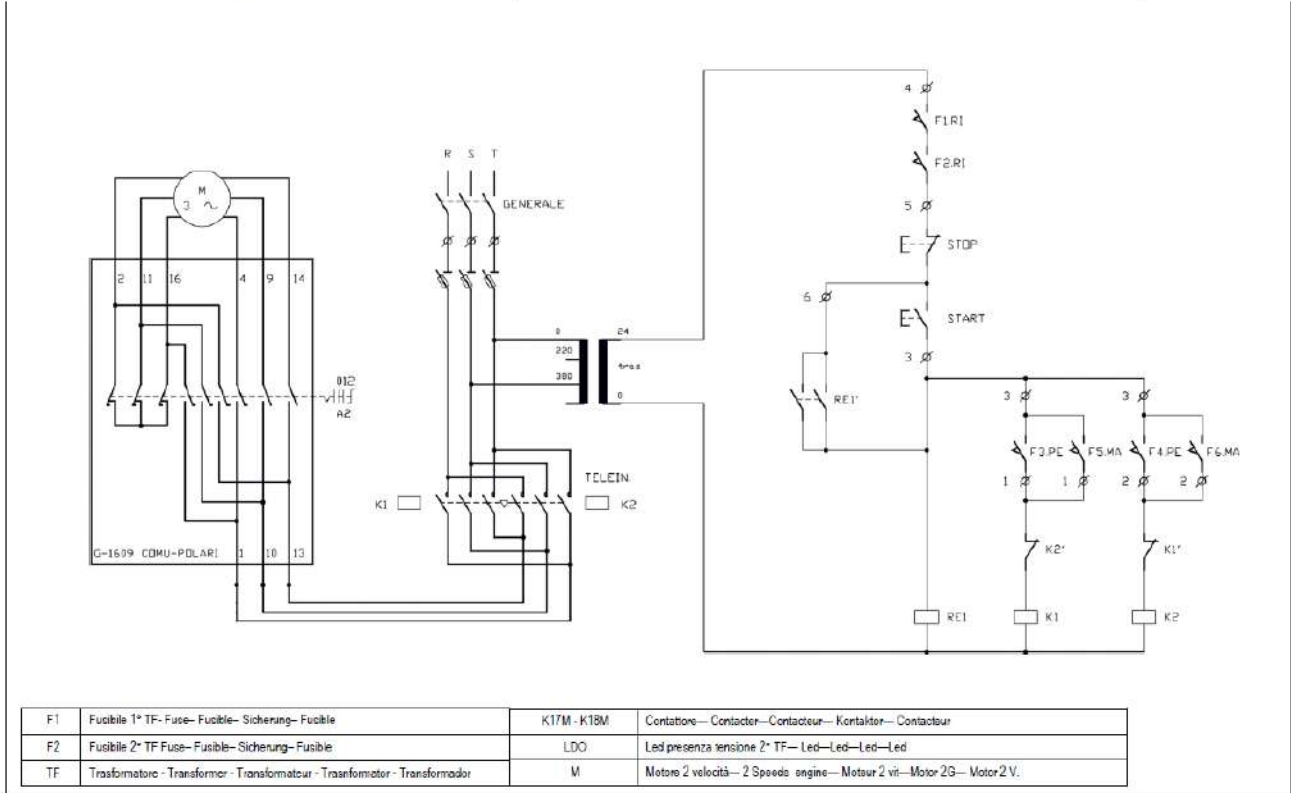 R S T
GENERALE
M
3 ~
2 11 16 4 9 14
012
A2
G-1609 COMU-POLARI 1 10 13
0
220
380
24
tras
0
TELEIN.
K1
K2
4
F1.RI
F2.RI
5
STOP
6
START
3
RE1'
3
3
F3.PE
F5.MA
F4.PE
F6.MA
1
1
2
2
K2'
K1'
RE1
K1
K2
F1 Fusibile 1° TF- Fuse– Fusible– Sicherung– Fusible
K17M - K18M Contattore— Contacter—Contacteur— Kontaktor— Contacteur
F2 Fusibile 2° TF Fuse– Fusible– Sicherung– Fusible
LDO Led presenza tensione 2° TF— Led—Led—Led—Led
TF Trasformatore - Transformer - Transformateur - Trasnformator - Transformador
M Motore 2 velocità— 2 Speeds engine— Moteur 2 vit—Motor 2G— Motor 2 V.